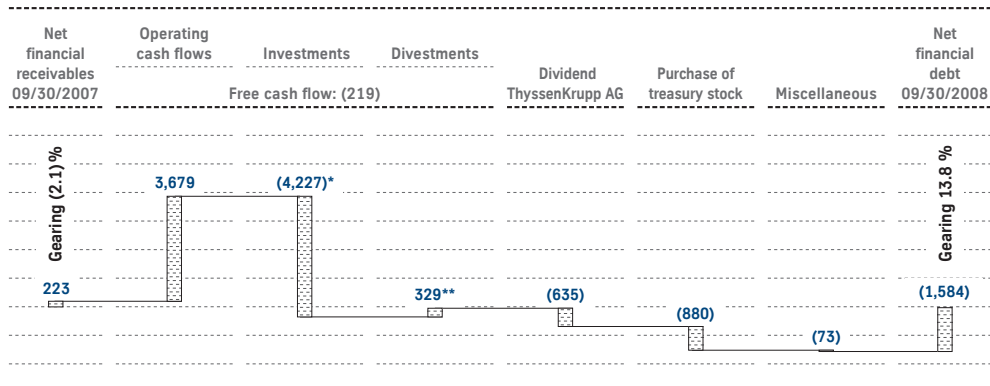 Net
financial
receivables
09/30/2007
Operating
cash flows
Investments
Divestments
Free cash flow: (219)
Dividend
ThyssenKrupp AG
Purchase of
treasury stock
Miscellaneous
Net
financial
debt
09/30/2008
Gearing (2.1) %
223
3,679
(4,227)*
329**
(635)
(880)
(73)
(1,584)
Gearing 13.8 %